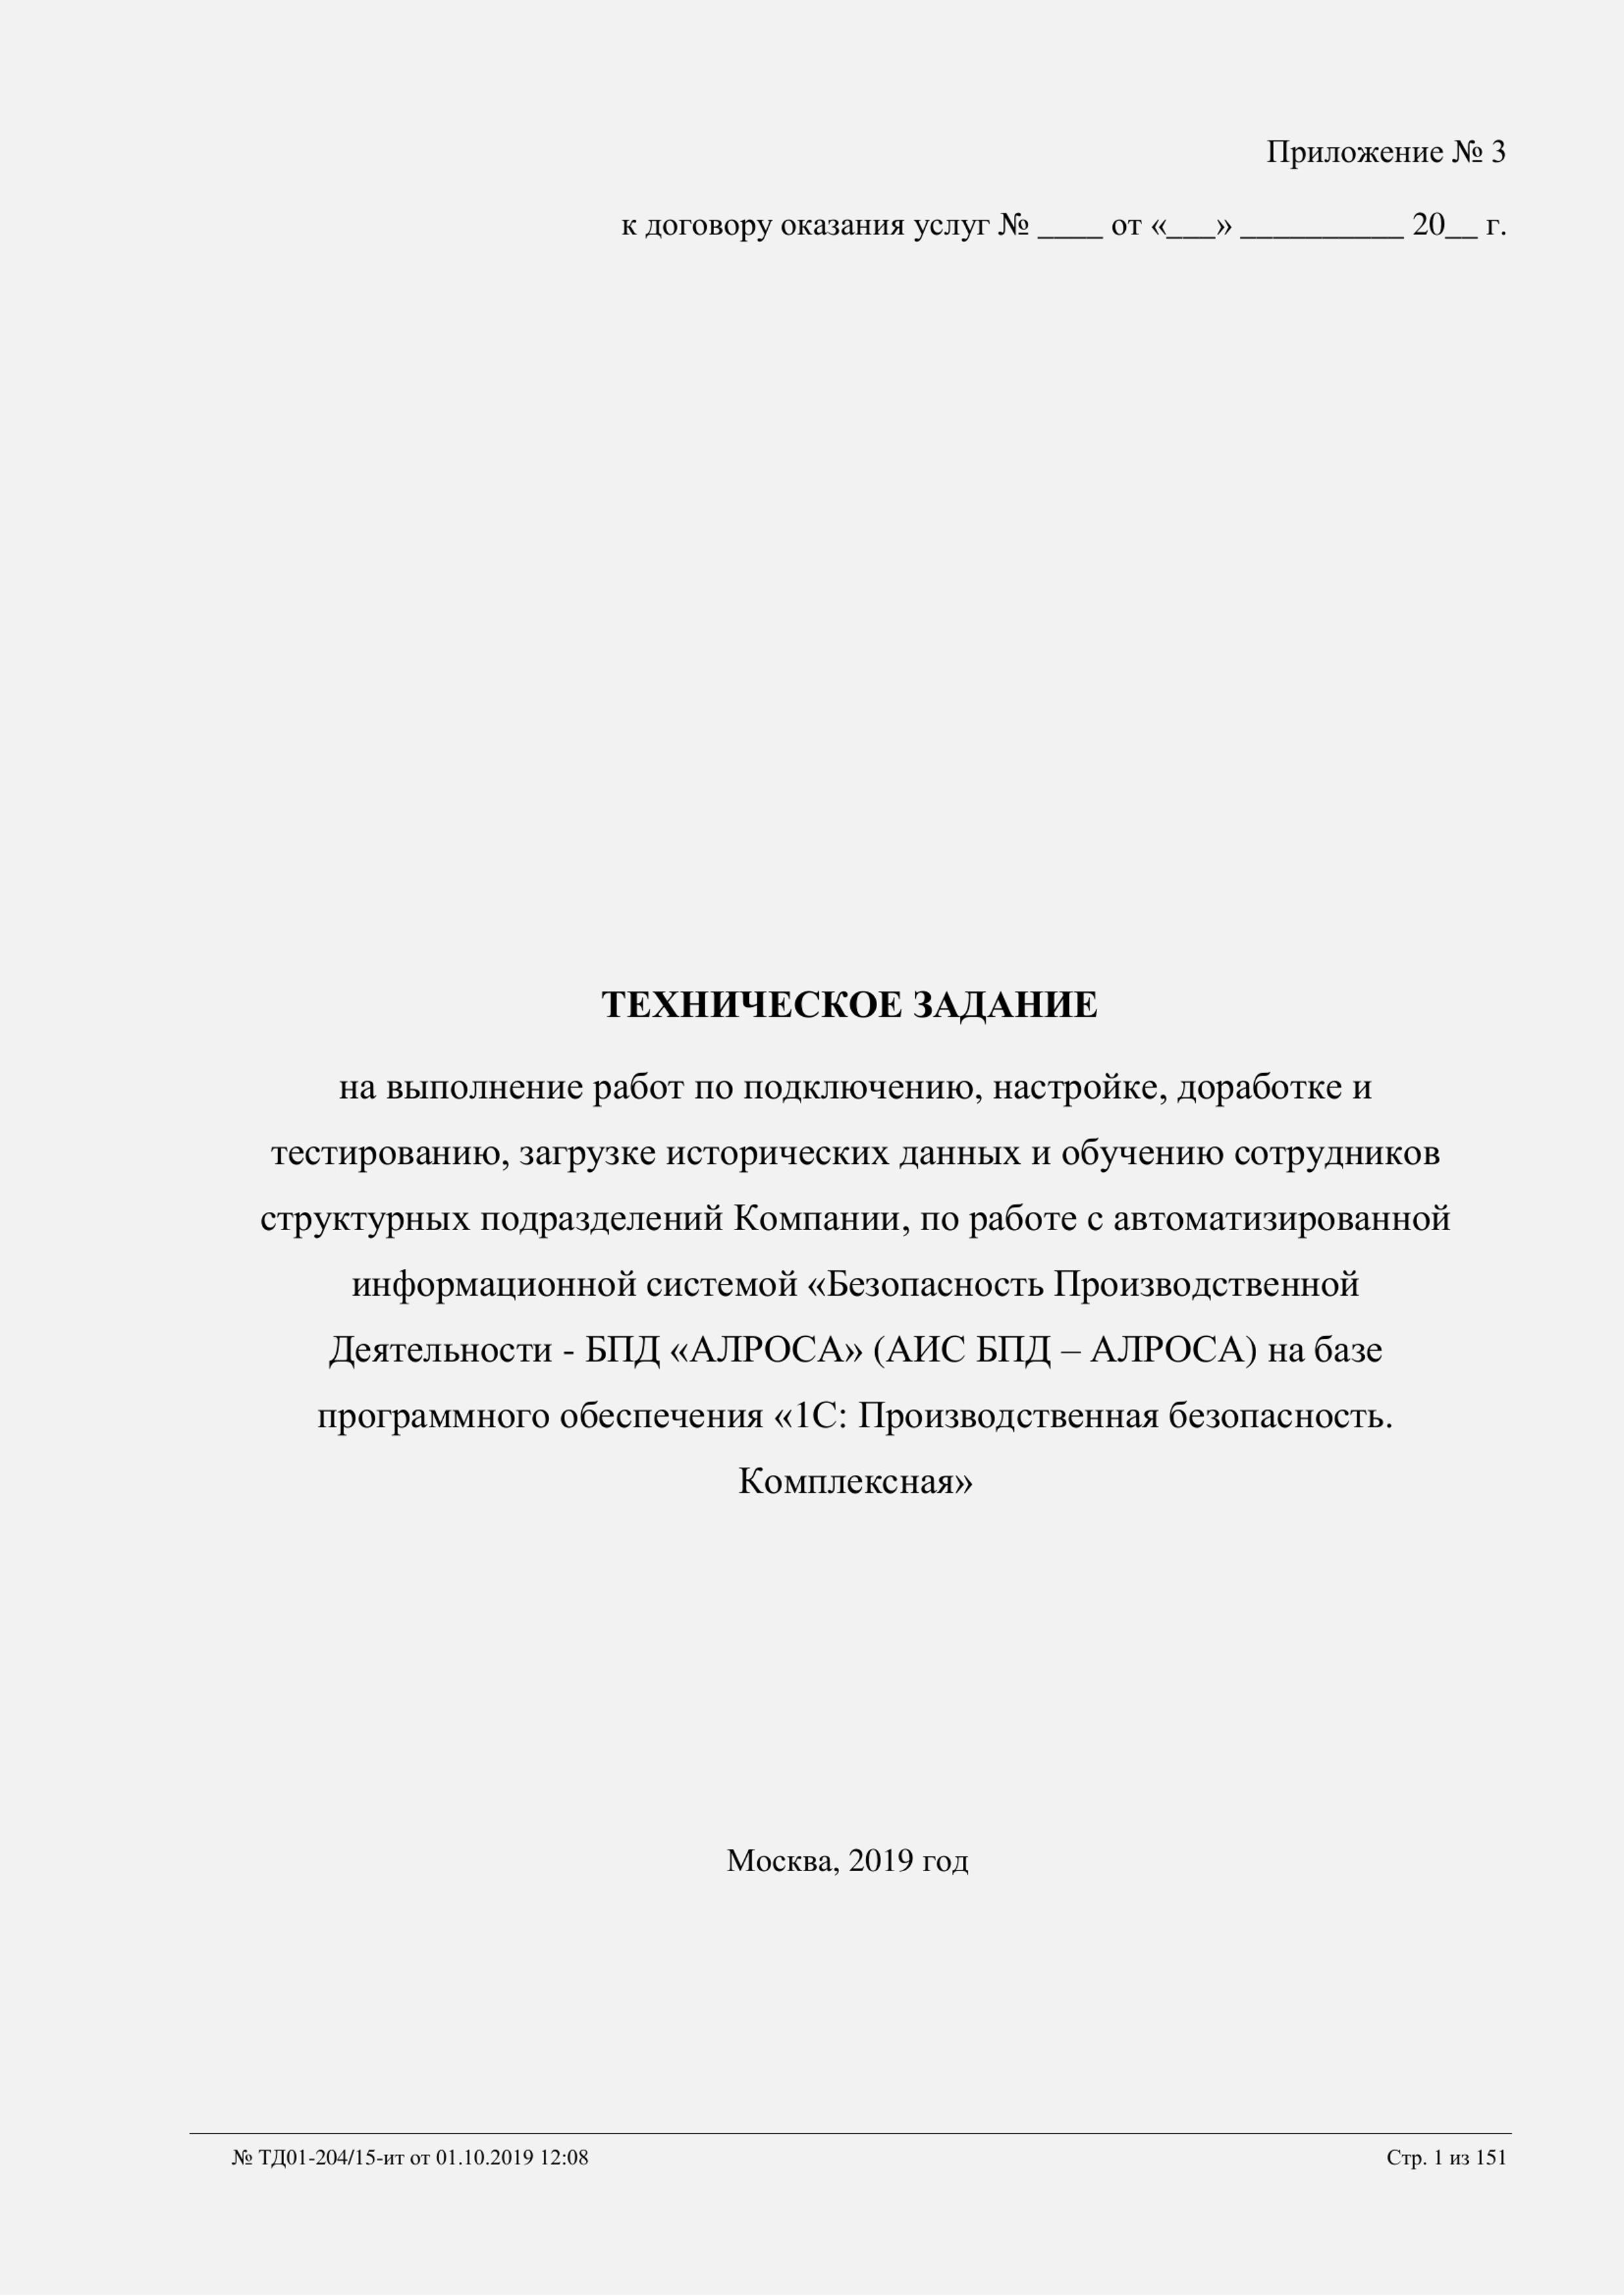 Приложение № 3
к договору оказания услуг № ____ от «___» __________ 20__ г.
ТЕХНИЧЕСКОЕ ЗАДАНИЕ
на выполнение работ по подключению, настройке, доработке и
тестированию, загрузке исторических данных и обучению сотрудников
структурных подразделений Компании, по работе с автоматизированной
информационной системой «Безопасность Производственной
Деятельности - БПД «АЛРОСА» (АИС БПД – АЛРОСА) на базе
программного обеспечения «1С: Производственная безопасность.
Комплексная»
Москва, 2019 год
№ ТД01-204/15-ит от 01.10.2019 12:08
Стр. 1 из 151